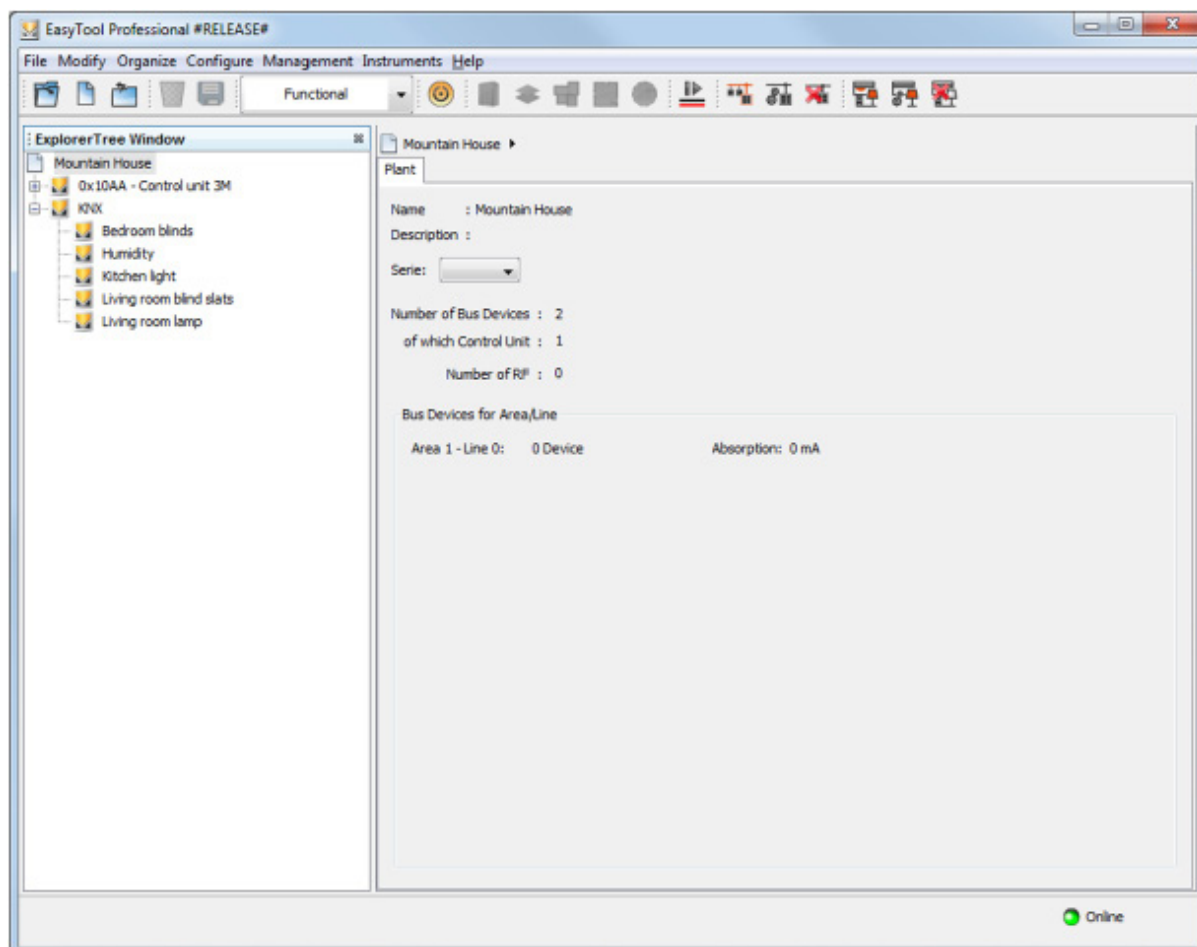 EasyTool Professional #RELEASE#
File Modify Organize Configure Management Instruments Help
Functional
ExplorerTree Window
Mountain House
0x10AA - Control unit 3M
KNX
Bedroom blinds
Humidity
Kitchen light
Living room blind slats
Living room lamp
Mountain House
Plant
Name : Mountain House
Description :
Serie:
Number of Bus Devices : 2
of which Control Unit : 1
Number of RF : 0
Bus Devices for Area/Line
Area 1 - Line 0: 0 Device Absorption: 0 mA
Online